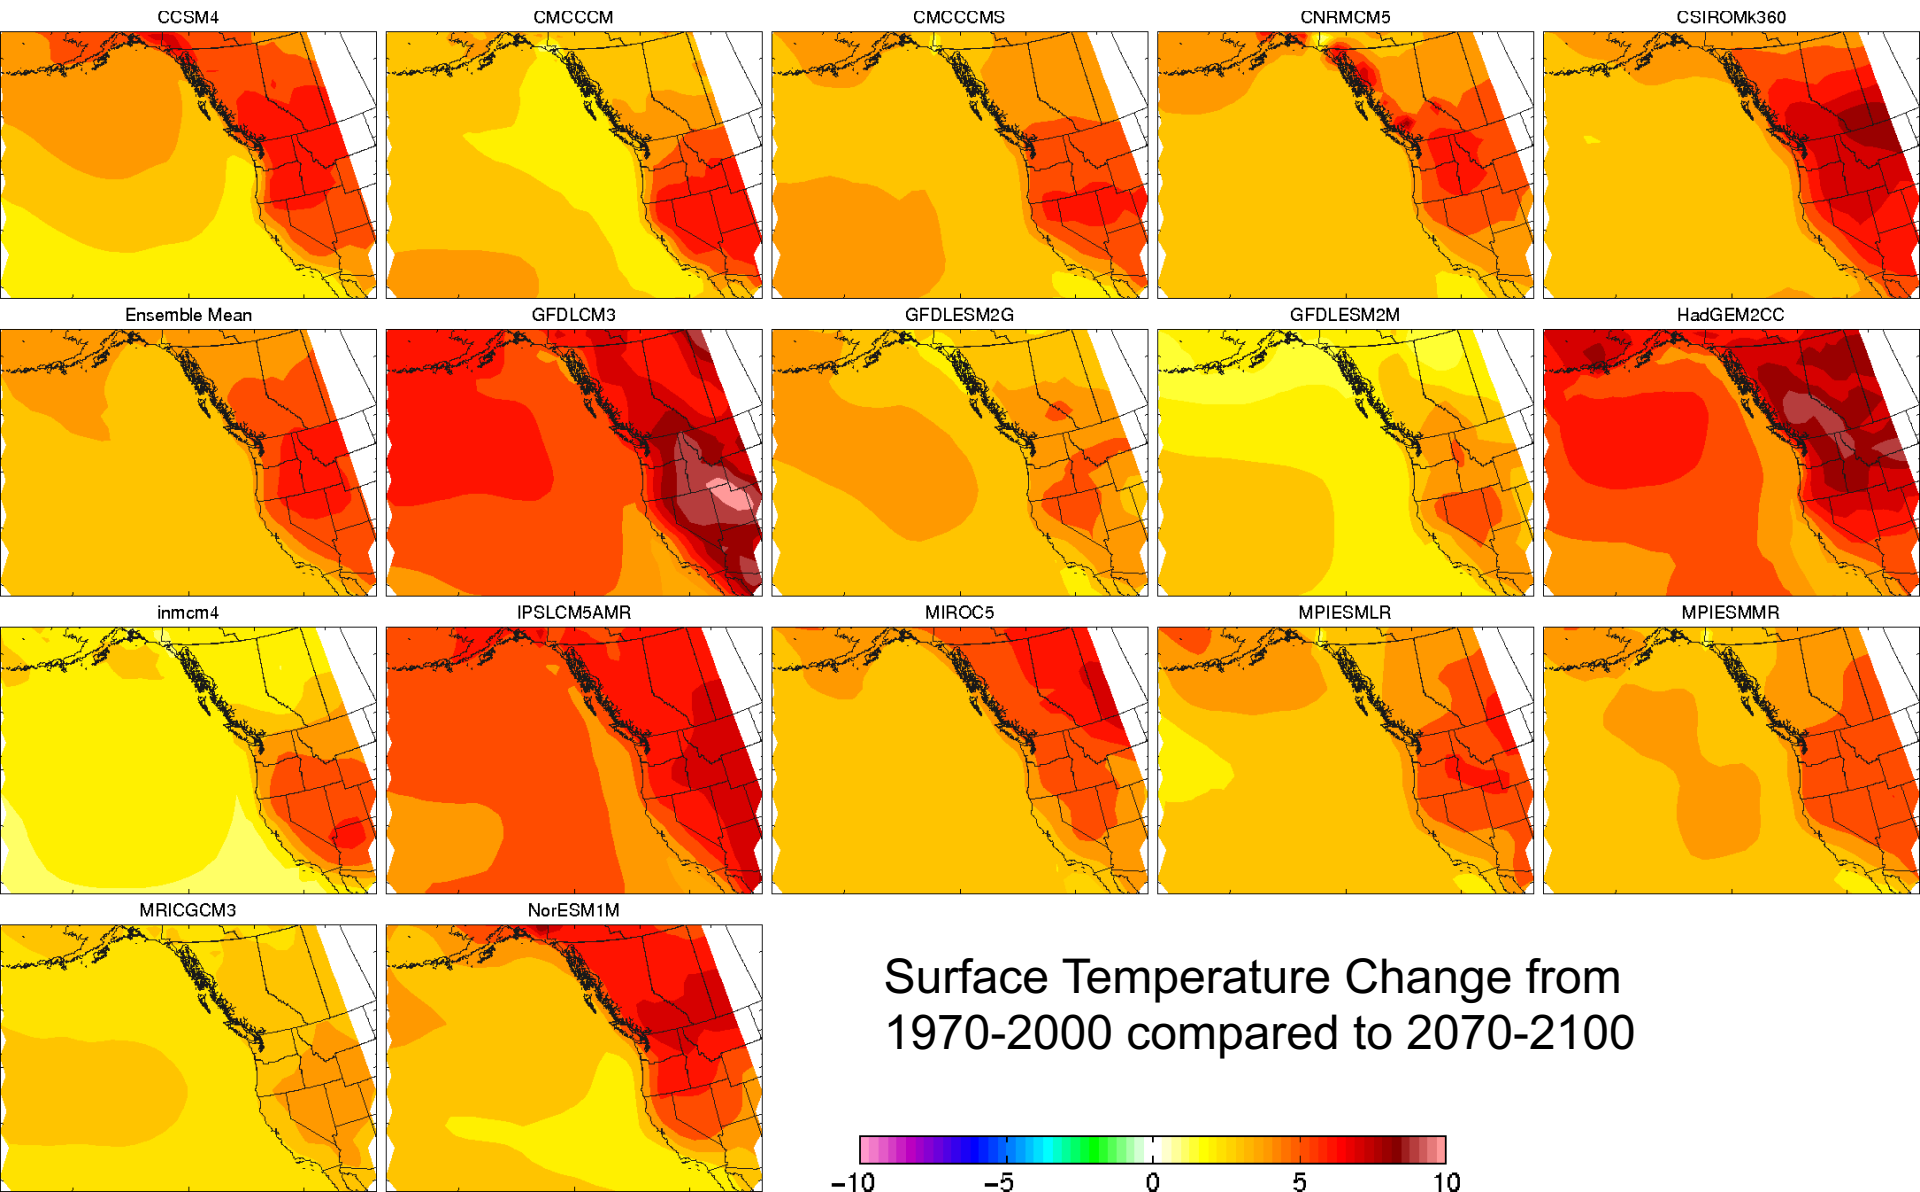 CCSM4
CMCCCM
CMCCCMS
CNRMCM5
CSIROMk360
Ensemble Mean
GFDLCM3
GFDLESM2G
GFDLESM2M
HadGEM2CC
inmcm4
IPSLCM5AMR
MIROC5
MPIESMLR
MPIESMMR
MRICGCM3
NorESM1M
Surface Temperature Change from
1970-2000 compared to 2070-2100
−10 −5 0 5 10